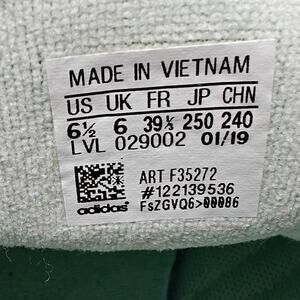 MADE IN VIETNAM
US UK FR JP CHN
6½ 6 39⅓ 250 240
LVL 029002 01/19
ART F35272
#122139536
adidas FsZGVQ6>00086